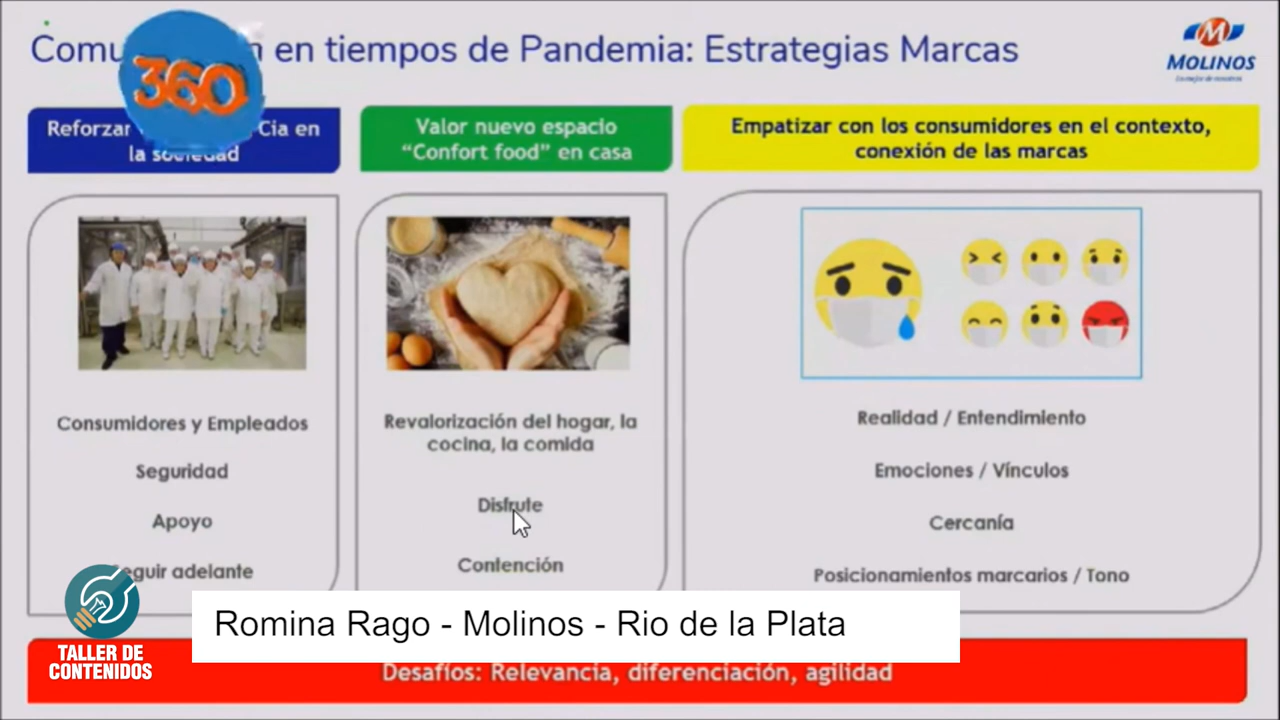 Comu en tiempos de Pandemia: Estrategias Marcas
360
MOLINOS
Reforzar Cia en
la sociedad
Valor nuevo espacio
“Confort food” en casa
Empatizar con los consumidores en el contexto,
conexión de las marcas
Consumidores y Empleados
Seguridad
Apoyo
eguir adelante
Revalorización del hogar, la
cocina, la comida
Disfrute
Contención
Realidad / Entendimiento
Emociones / Vínculos
Cercanía
Posicionamientos marcarios / Tono
Romina Rago - Molinos - Rio de la Plata
TALLER DE
CONTENIDOS
Desafíos: Relevancia, diferenciación, agilidad